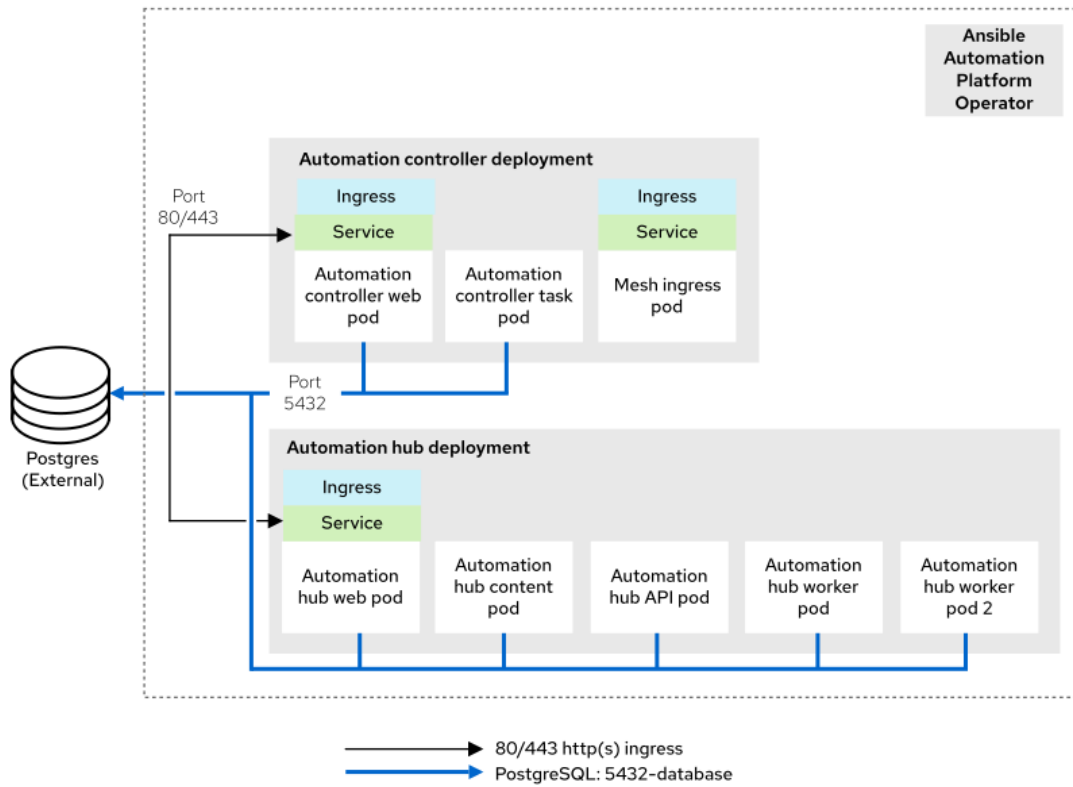 Ansible
Automation
Platform
Operator
Automation controller deployment
Port
80/443
Ingress
Service
Automation
controller web
pod
Automation
controller task
pod
Ingress
Service
Mesh ingress
pod
Port
5432
Postgres
(External)
Automation hub deployment
Ingress
Service
Automation
hub web pod
Automation
hub content
pod
Automation
hub API pod
Automation
hub worker
pod
Automation
hub worker
pod 2
80/443 http(s) ingress
PostgreSQL: 5432-database